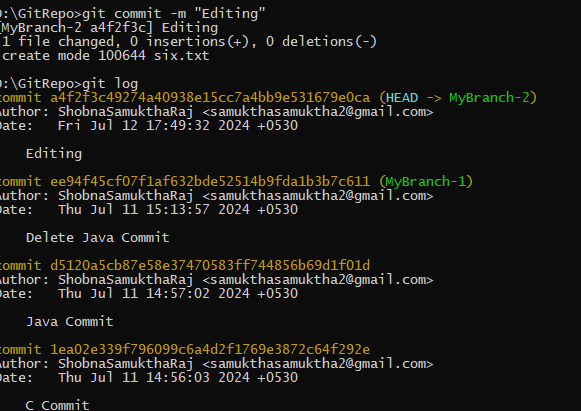 D:\GitRepo>git commit -m "Editing"
[MyBranch-2 a4f2f3c] Editing
1 file changed, 0 insertions(+), 0 deletions(-)
create mode 100644 six.txt
D:\GitRepo>git log
commit a4f2f3c49274a40938e15cc7a4bb9e531679e0ca (HEAD -> MyBranch-2)
Author: ShobnaSamukthaRaj <samukthasamuktha2@gmail.com>
Date: Fri Jul 12 17:49:32 2024 +0530
Editing
commit ee94f45cf07f1af632bde52514b9fda1b3b7c611 (MyBranch-1)
Author: ShobnaSamukthaRaj <samukthasamuktha2@gmail.com>
Date: Thu Jul 11 15:13:57 2024 +0530
Delete Java Commit
commit d5120a5cb87e58e37470583ff744856b69d1f01d
Author: ShobnaSamukthaRaj <samukthasamuktha2@gmail.com>
Date: Thu Jul 11 14:57:02 2024 +0530
Java Commit
commit 1ea02e339f796099c6a4d2f1769e3872c64f292e
Author: ShobnaSamukthaRaj <samukthasamuktha2@gmail.com>
Date: Thu Jul 11 14:56:03 2024 +0530
C Commit